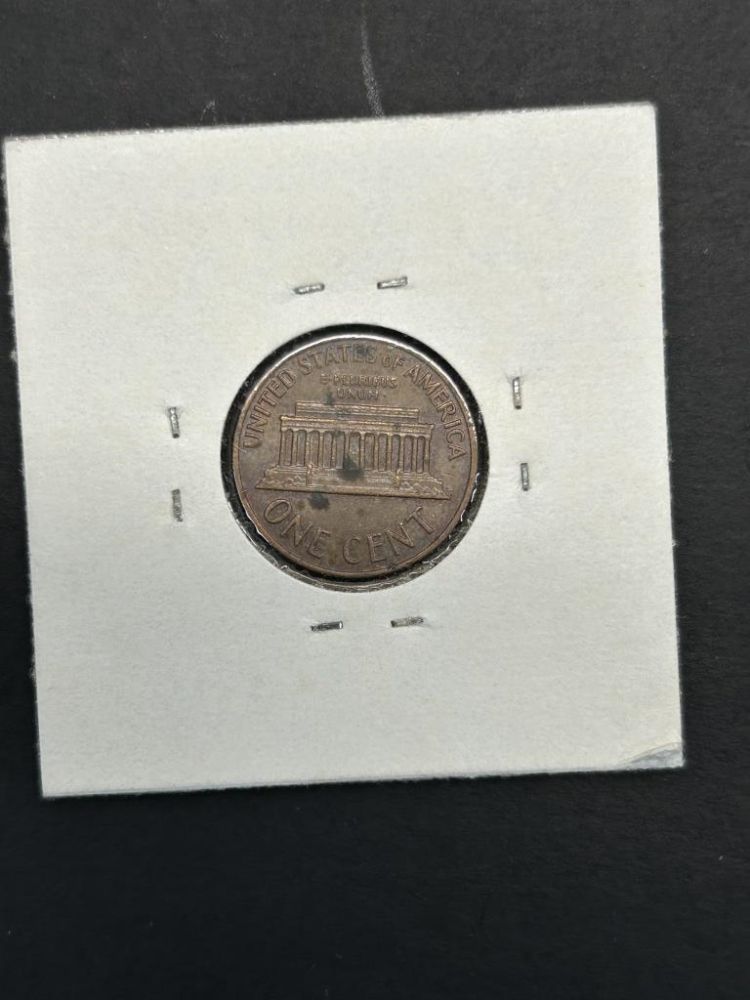 UNITED STATES OF AMERICA
E·PLURIBUS
UNUM·
ONE CENT